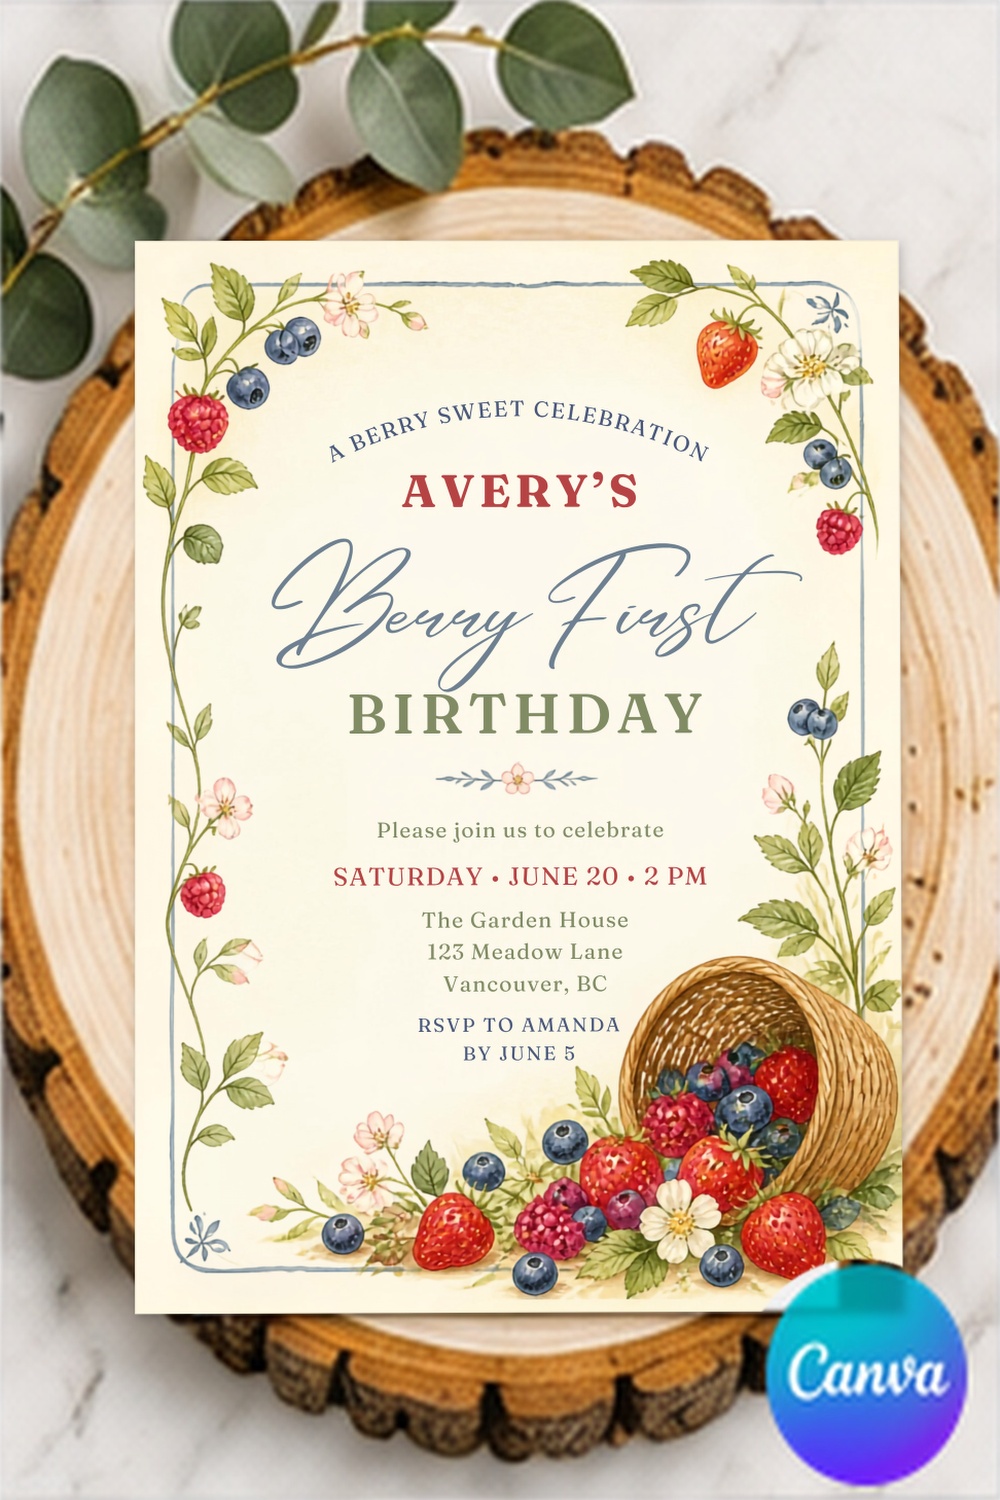 A BERRY SWEET CELEBRATION
AVERY'S
Berry First
BIRTHDAY
Please join us to celebrate
SATURDAY • JUNE 20 • 2 PM
The Garden House
123 Meadow Lane
Vancouver, BC
RSVP TO AMANDA
BY JUNE 5
Canva